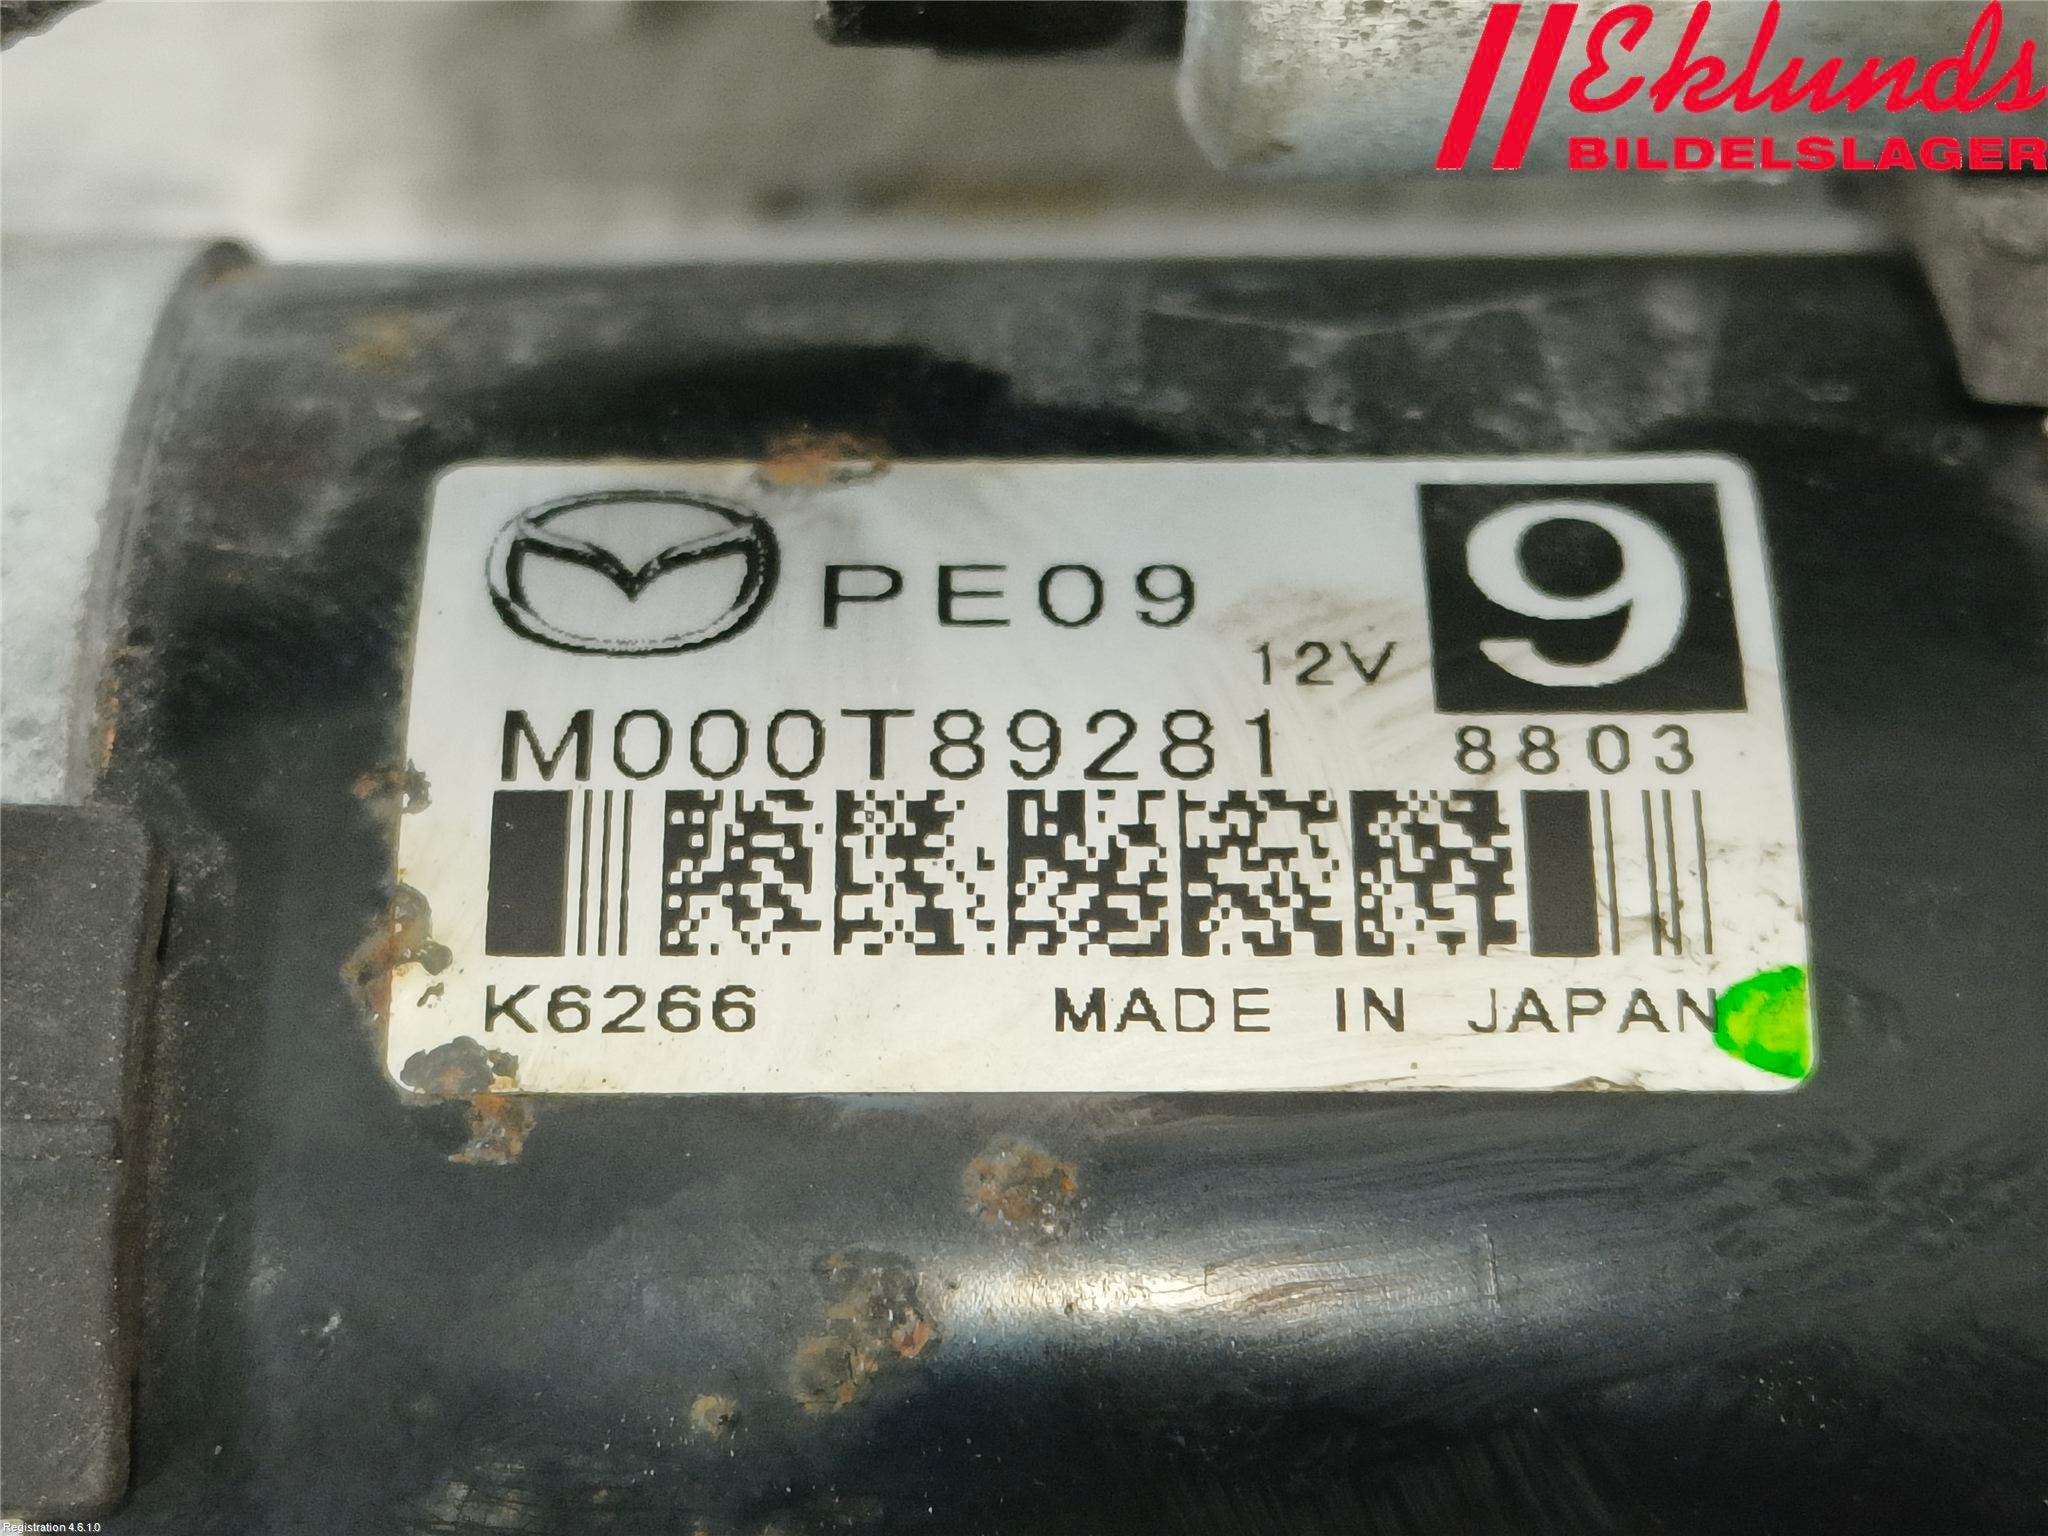 Eklunds
BILDELSLAGER
PE09
12V
9
M000T89281
8803
K6266
MADE IN JAPAN
Registration 4.6.1.0